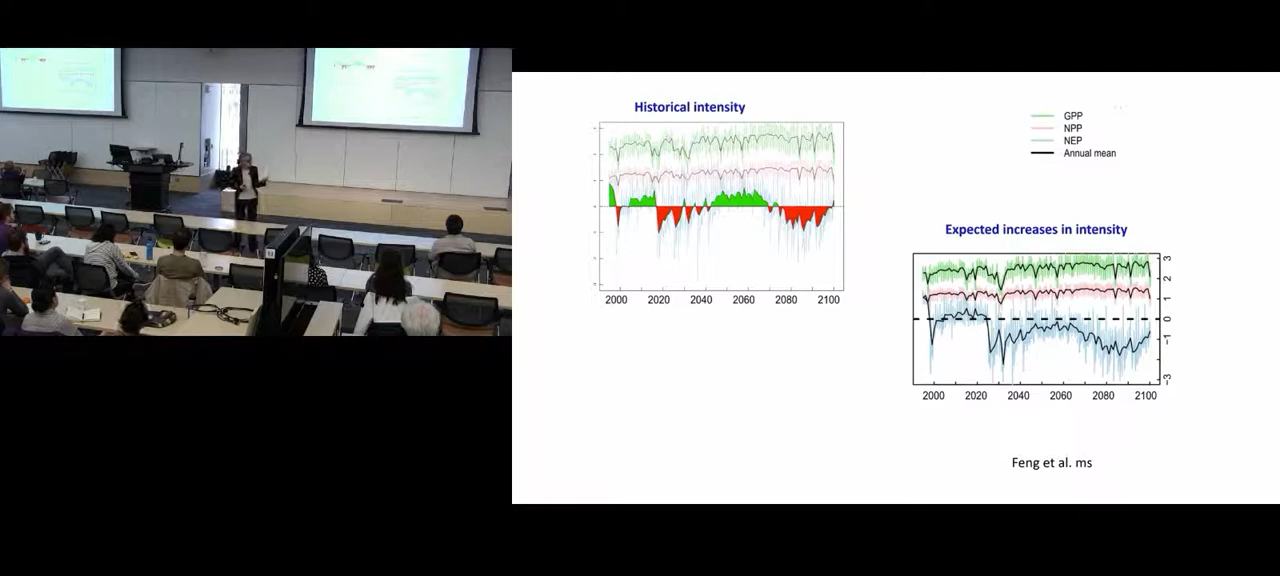 Historical intensity
2000 2020 2040 2060 2080 2100
GPP
NPP
NEP
Annual mean
Expected increases in intensity
3
2
1
0
−1
−3
2000 2020 2040 2060 2080 2100
Feng et al. ms